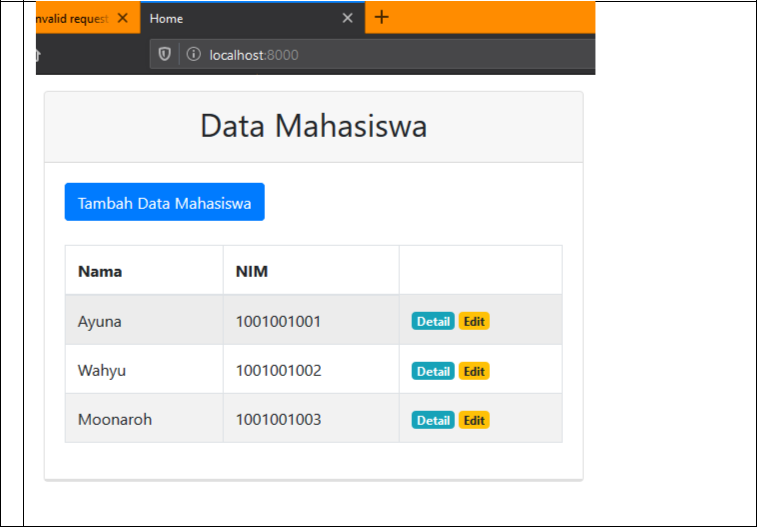 nvalid request Home
localhost:8000
Data Mahasiswa
Tambah Data Mahasiswa
Nama NIM
Ayuna 1001001001 Detail Edit
Wahyu 1001001002 Detail Edit
Moonaroh 1001001003 Detail Edit